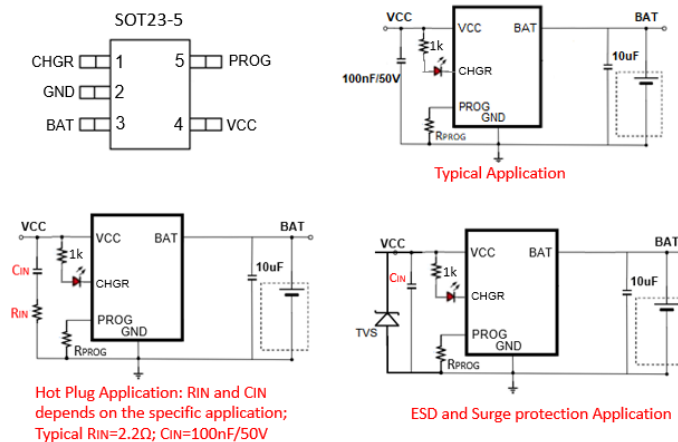 SOT23-5
CHGR 1 5 PROG
GND 2
BAT 3 4 VCC
VCC VCC BAT BAT
1k
100nF/50V
CHGR
10uF
PROG
GND
RPROG
Typical Application
VCC VCC BAT BAT
1k
CIN
CHGR
10uF
RIN
PROG
GND
RPROG
Hot Plug Application: RIN and CIN
depends on the specific application;
Typical RIN=2.2Ω; CIN=100nF/50V
VCC VCC BAT BAT
1k
CIN
CHGR
10uF
TVS
PROG
GND
RPROG
ESD and Surge protection Application